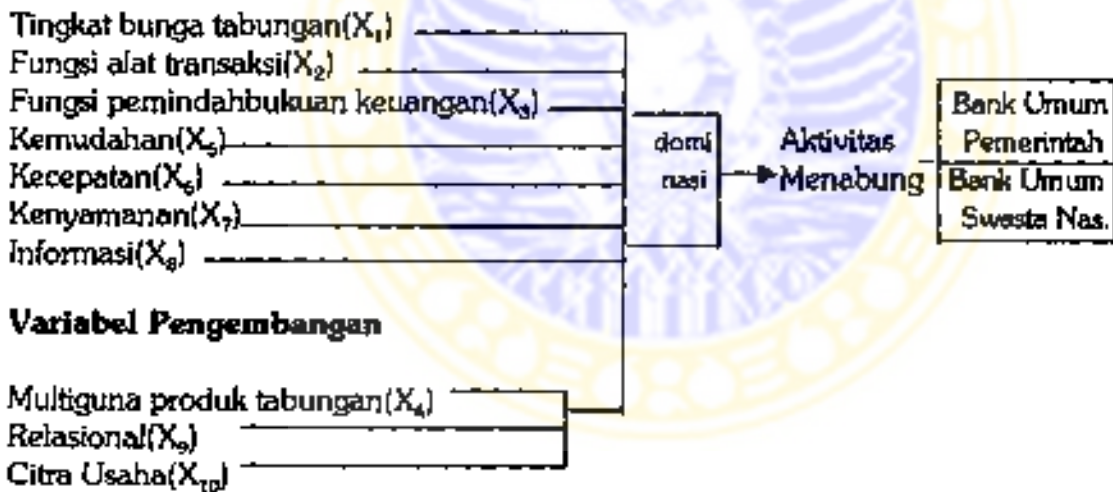 Tingkat bunga tabungan(X₁)
Fungsi alat transaksi(X₂)
Fungsi pemindahbukuan keuangan(X₃)
Kemudahan(X₅)
Kecepatan(X₆)
Kenyamanan(X₇)
Informasi(X₈)
domi
nasi
Aktivitas
Menabung
Bank Umum
Pemerintah
Bank Umum
Swasta Nas.
Variabel Pengembangan
Multiguna produk tabungan(X₄)
Relasional(X₉)
Citra Usaha(X₁₀)